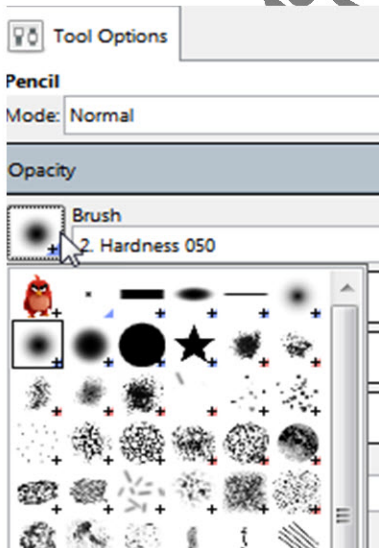 Tool Options
Pencil
Mode: Normal
Opacity
Brush
2. Hardness 050